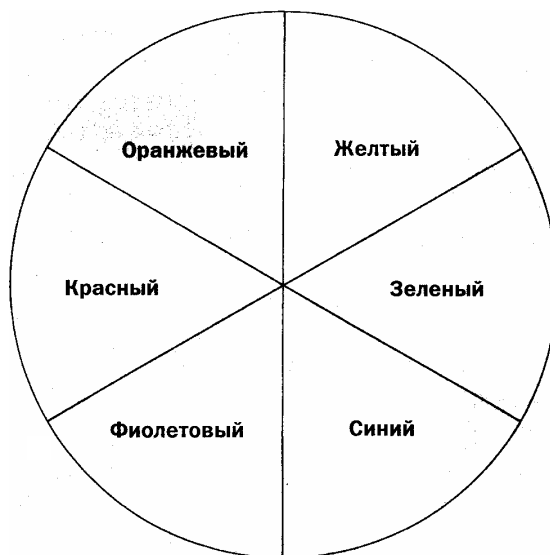 Оранжевый Желтый
Красный Зеленый
Фиолетовый Синий